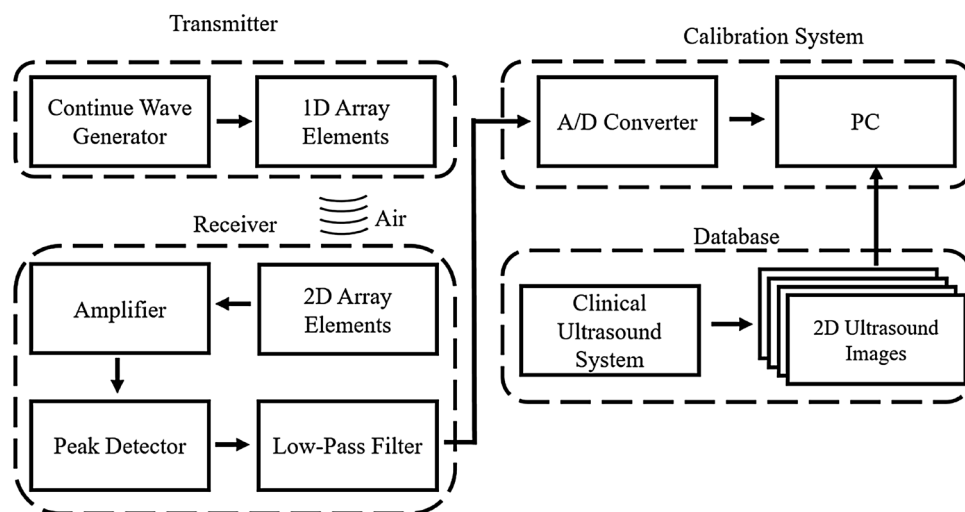 Transmitter
Continue Wave
Generator
1D Array
Elements
Air
Receiver
Amplifier
2D Array
Elements
Peak Detector
Low-Pass Filter
Calibration System
A/D Converter
PC
Database
Clinical
Ultrasound
System
2D Ultrasound
Images